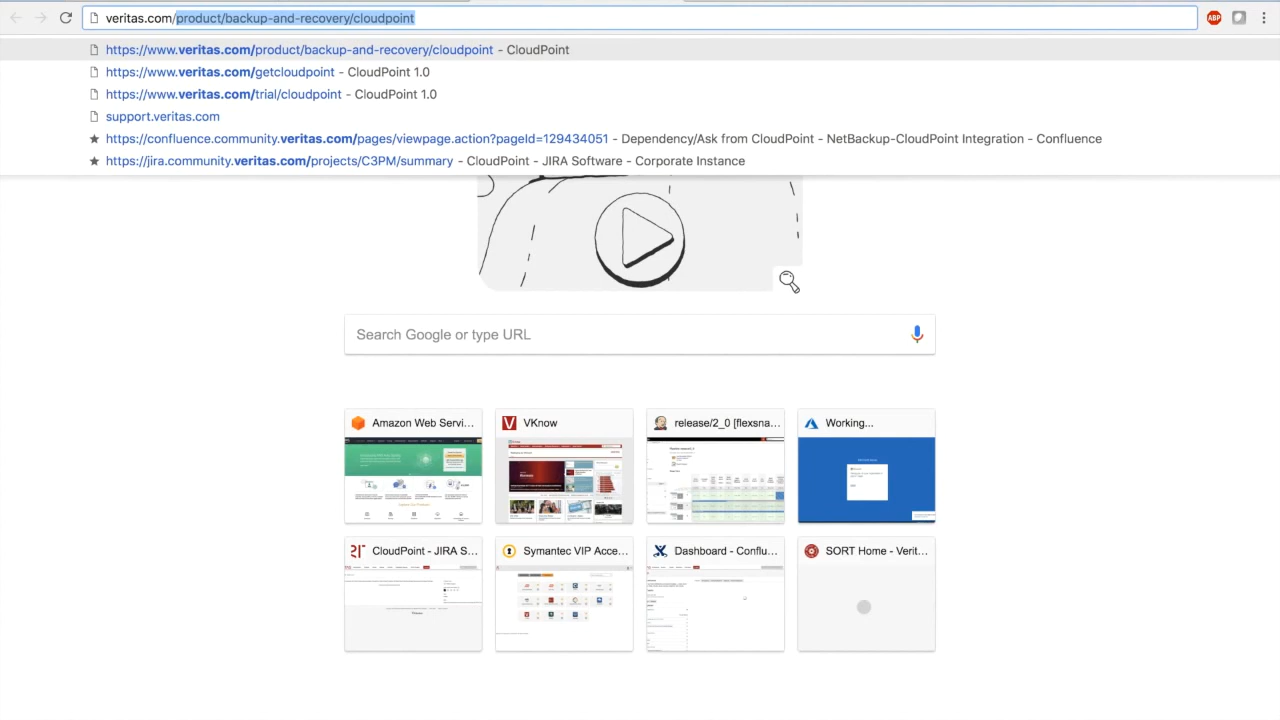 veritas.com/product/backup-and-recovery/cloudpoint
https://www.veritas.com/product/backup-and-recovery/cloudpoint - CloudPoint
https://www.veritas.com/getcloudpoint - CloudPoint 1.0
https://www.veritas.com/trial/cloudpoint - CloudPoint 1.0
support.veritas.com
https://confluence.community.veritas.com/pages/viewpage.action?pageId=129434051 - Dependency/Ask from CloudPoint - NetBackup-CloudPoint Integration - Confluence
https://jira.community.veritas.com/projects/C3PM/summary - CloudPoint - JIRA Software - Corporate Instance
ABP
Search Google or type URL
Amazon Web Servi...
VKnow
release/2_0 [flexsna...
Working...
CloudPoint - JIRA S...
Symantec VIP Acce...
Dashboard - Conflu...
SORT Home - Verit...